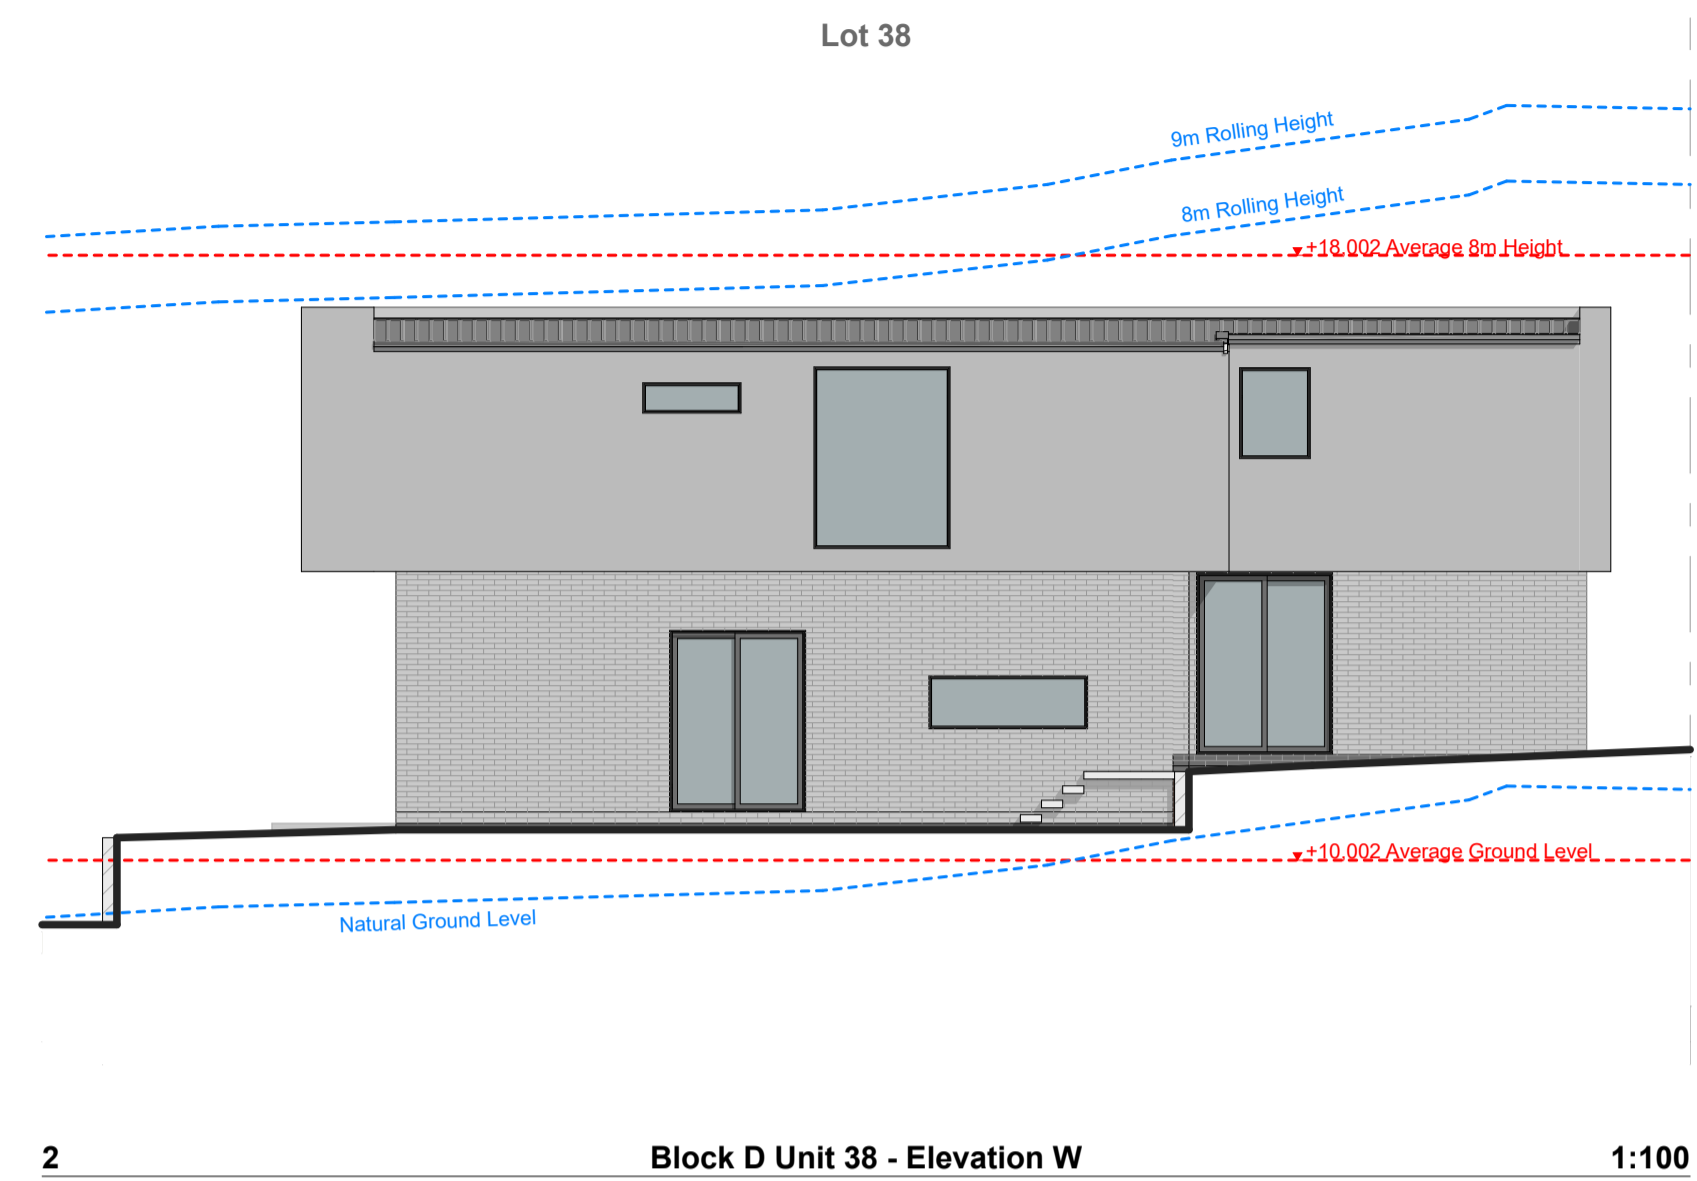 Lot 38
9m Rolling Height
8m Rolling Height
+18.002 Average 8m Height
+10.002 Average Ground Level
Natural Ground Level
2 Block D Unit 38 - Elevation W 1:100